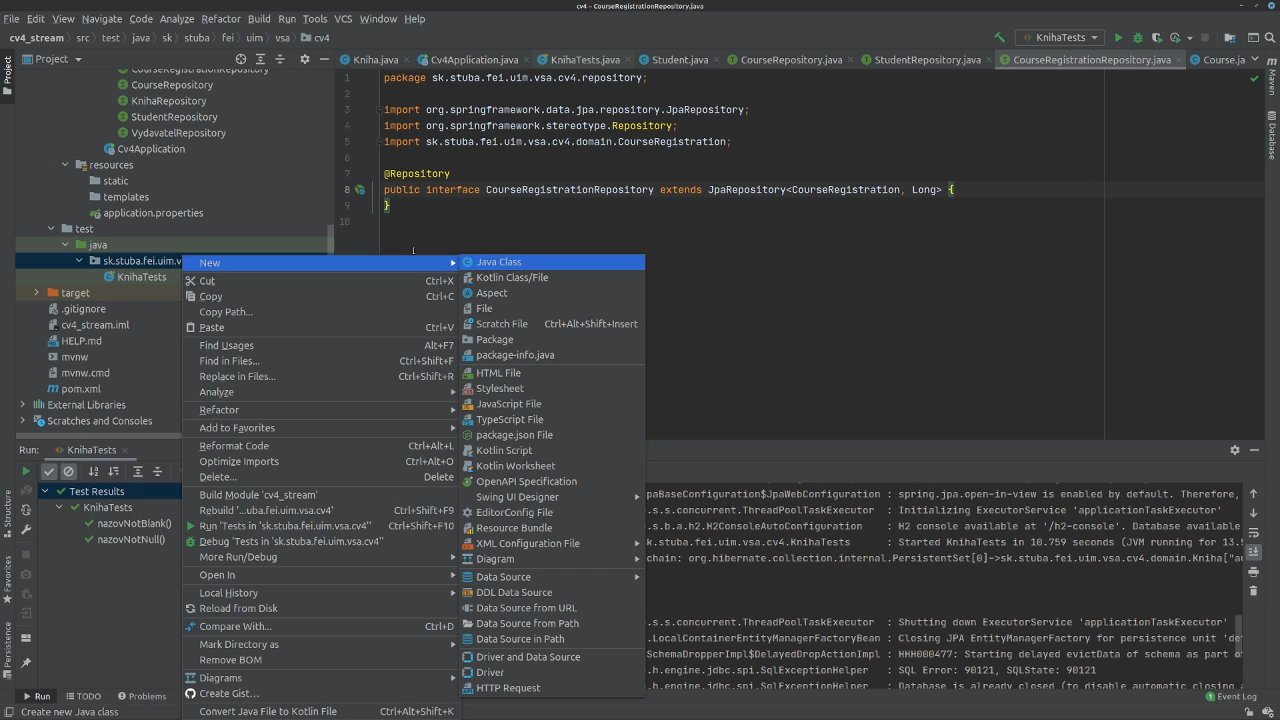 cv4 – CourseRegistrationRepository.java
File Edit View Navigate Code Analyze Refactor Build Run Tools VCS Window Help
cv4_stream › src › test › java › sk › stuba › fei › uim › vsa › cv4
KnihaTests
Project
Kniha.java Cv4Application.java KnihaTests.java Student.java CourseRepository.java StudentRepository.java CourseRegistrationRepository.java Course.ja
CourseRegistrationRepository
CourseRepository
KnihaRepository
StudentRepository
VydavatelRepository
Cv4Application
resources
static
templates
application.properties
test
java
sk.stuba.fei.uim.v
KnihaTests
target
.gitignore
cv4_stream.iml
HELP.md
mvnw
mvnw.cmd
pom.xml
External Libraries
Scratches and Consoles
1 package sk.stuba.fei.uim.vsa.cv4.repository;
2
3 import org.springframework.data.jpa.repository.JpaRepository;
4 import org.springframework.stereotype.Repository;
5 import sk.stuba.fei.uim.vsa.cv4.domain.CourseRegistration;
6
7 @Repository
8 public interface CourseRegistrationRepository extends JpaRepository<CourseRegistration, Long> {
9 }
10
New
Cut Ctrl+X
Copy Ctrl+C
Copy Path...
Paste Ctrl+V
Find Usages Alt+F7
Find in Files... Ctrl+Shift+F
Replace in Files... Ctrl+Shift+R
Analyze
Refactor
Add to Favorites
Reformat Code Ctrl+Alt+L
Optimize Imports Ctrl+Alt+O
Delete... Delete
Build Module 'cv4_stream'
Rebuild '...uba.fei.uim.vsa.cv4' Ctrl+Shift+F9
Run 'Tests in 'sk.stuba.fei.uim.vsa.cv4'' Ctrl+Shift+F10
Debug 'Tests in 'sk.stuba.fei.uim.vsa.cv4''
More Run/Debug
Open In
Local History
Reload from Disk
Compare With... Ctrl+D
Mark Directory as
Remove BOM
Diagrams
Create Gist...
Convert Java File to Kotlin File Ctrl+Alt+Shift+K
Java Class
Kotlin Class/File
Aspect
File
Scratch File Ctrl+Alt+Shift+Insert
Package
package-info.java
HTML File
Stylesheet
JavaScript File
TypeScript File
package.json File
Kotlin Script
Kotlin Worksheet
OpenAPI Specification
Swing UI Designer
EditorConfig File
Resource Bundle
XML Configuration File
Diagram
Data Source
DDL Data Source
Data Source from URL
Data Source from Path
Data Source in Path
Driver and Data Source
Driver
HTTP Request
Run: KnihaTests
Test Results
KnihaTests
nazovNotBlank()
nazovNotNull()
paBaseConfiguration$JpaWebConfiguration : spring.jpa.open-in-view is enabled by default. Therefore,
s.s.concurrent.ThreadPoolTaskExecutor : Initializing ExecutorService 'applicationTaskExecutor'
s.b.a.h2.H2ConsoleAutoConfiguration : H2 console available at '/h2-console'. Database available
sk.stuba.fei.uim.vsa.cv4.KnihaTests : Started KnihaTests in 10.759 seconds (JVM running for 13.5
chain: org.hibernate.collection.internal.PersistentSet[0]->sk.stuba.fei.uim.vsa.cv4.domain.Kniha["au
s.s.concurrent.ThreadPoolTaskExecutor : Shutting down ExecutorService 'applicationTaskExecutor'
LocalContainerEntityManagerFactoryBean : Closing JPA EntityManagerFactory for persistence unit 'de
SchemaDropperImpl$DelayedDropActionImpl : HHH000477: Starting delayed evictData of schema as part of
h.engine.jdbc.spi.SqlExceptionHelper : SQL Error: 90121, SQLState: 90121
h.engine.jdbc.spi.SqlExceptionHelper : Database is already closed (to disable automatic closing a
Run TODO Problems
Event Log
Create new Java class
Project
Structure
Favorites
Persistence
Maven
Database